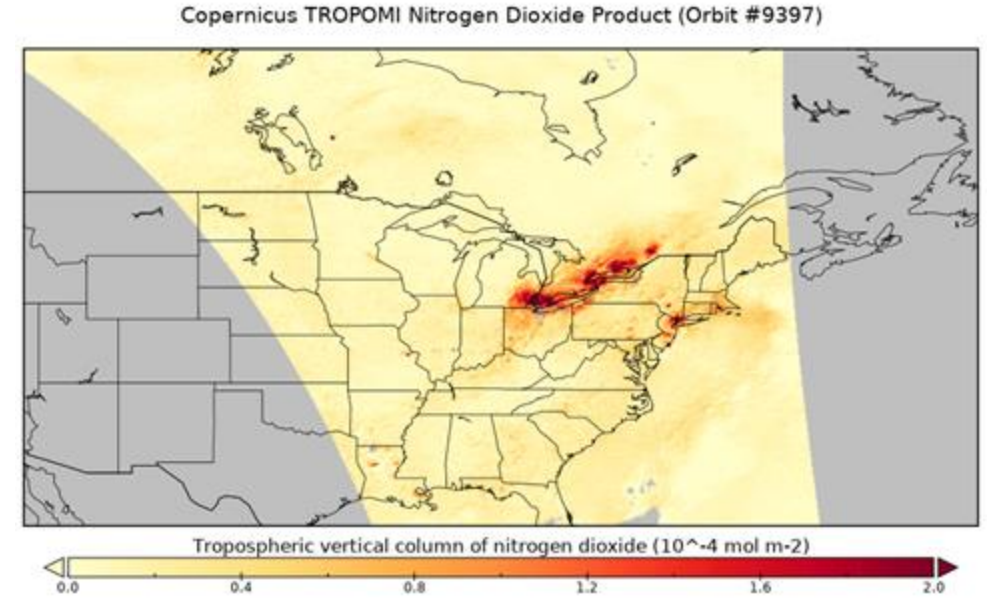 Copernicus TROPOMI Nitrogen Dioxide Product (Orbit #9397)
Tropospheric vertical column of nitrogen dioxide (10^-4 mol m-2)
0.0 0.4 0.8 1.2 1.6 2.0